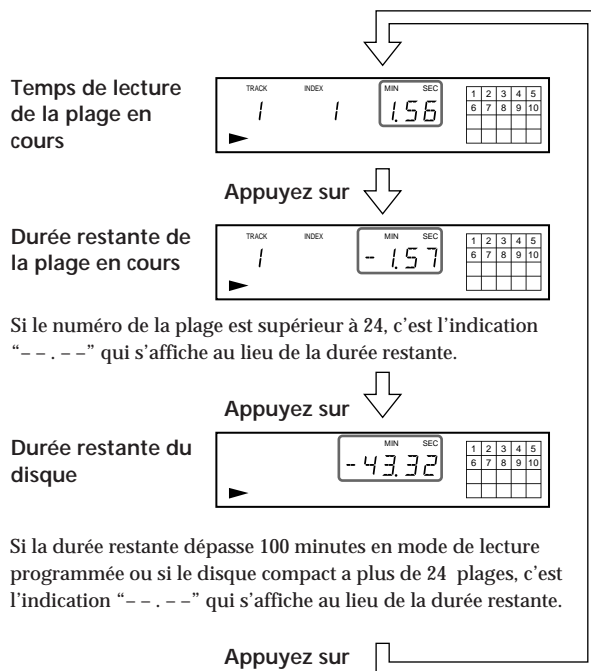 Temps de lecture
de la plage en
cours
TRACK INDEX MIN SEC
1 1 1.56
1 2 3 4 5
6 7 8 9 10
Appuyez sur
Durée restante de
la plage en cours
TRACK INDEX MIN SEC
1 - 1.57
1 2 3 4 5
6 7 8 9 10
Si le numéro de la plage est supérieur à 24, c’est l’indication
“– – . – –” qui s’affiche au lieu de la durée restante.
Appuyez sur
Durée restante du
disque
MIN SEC
- 43.32
1 2 3 4 5
6 7 8 9 10
Si la durée restante dépasse 100 minutes en mode de lecture
programmée ou si le disque compact a plus de 24 plages, c’est
l’indication “– – . – –” qui s’affiche au lieu de la durée restante.
Appuyez sur